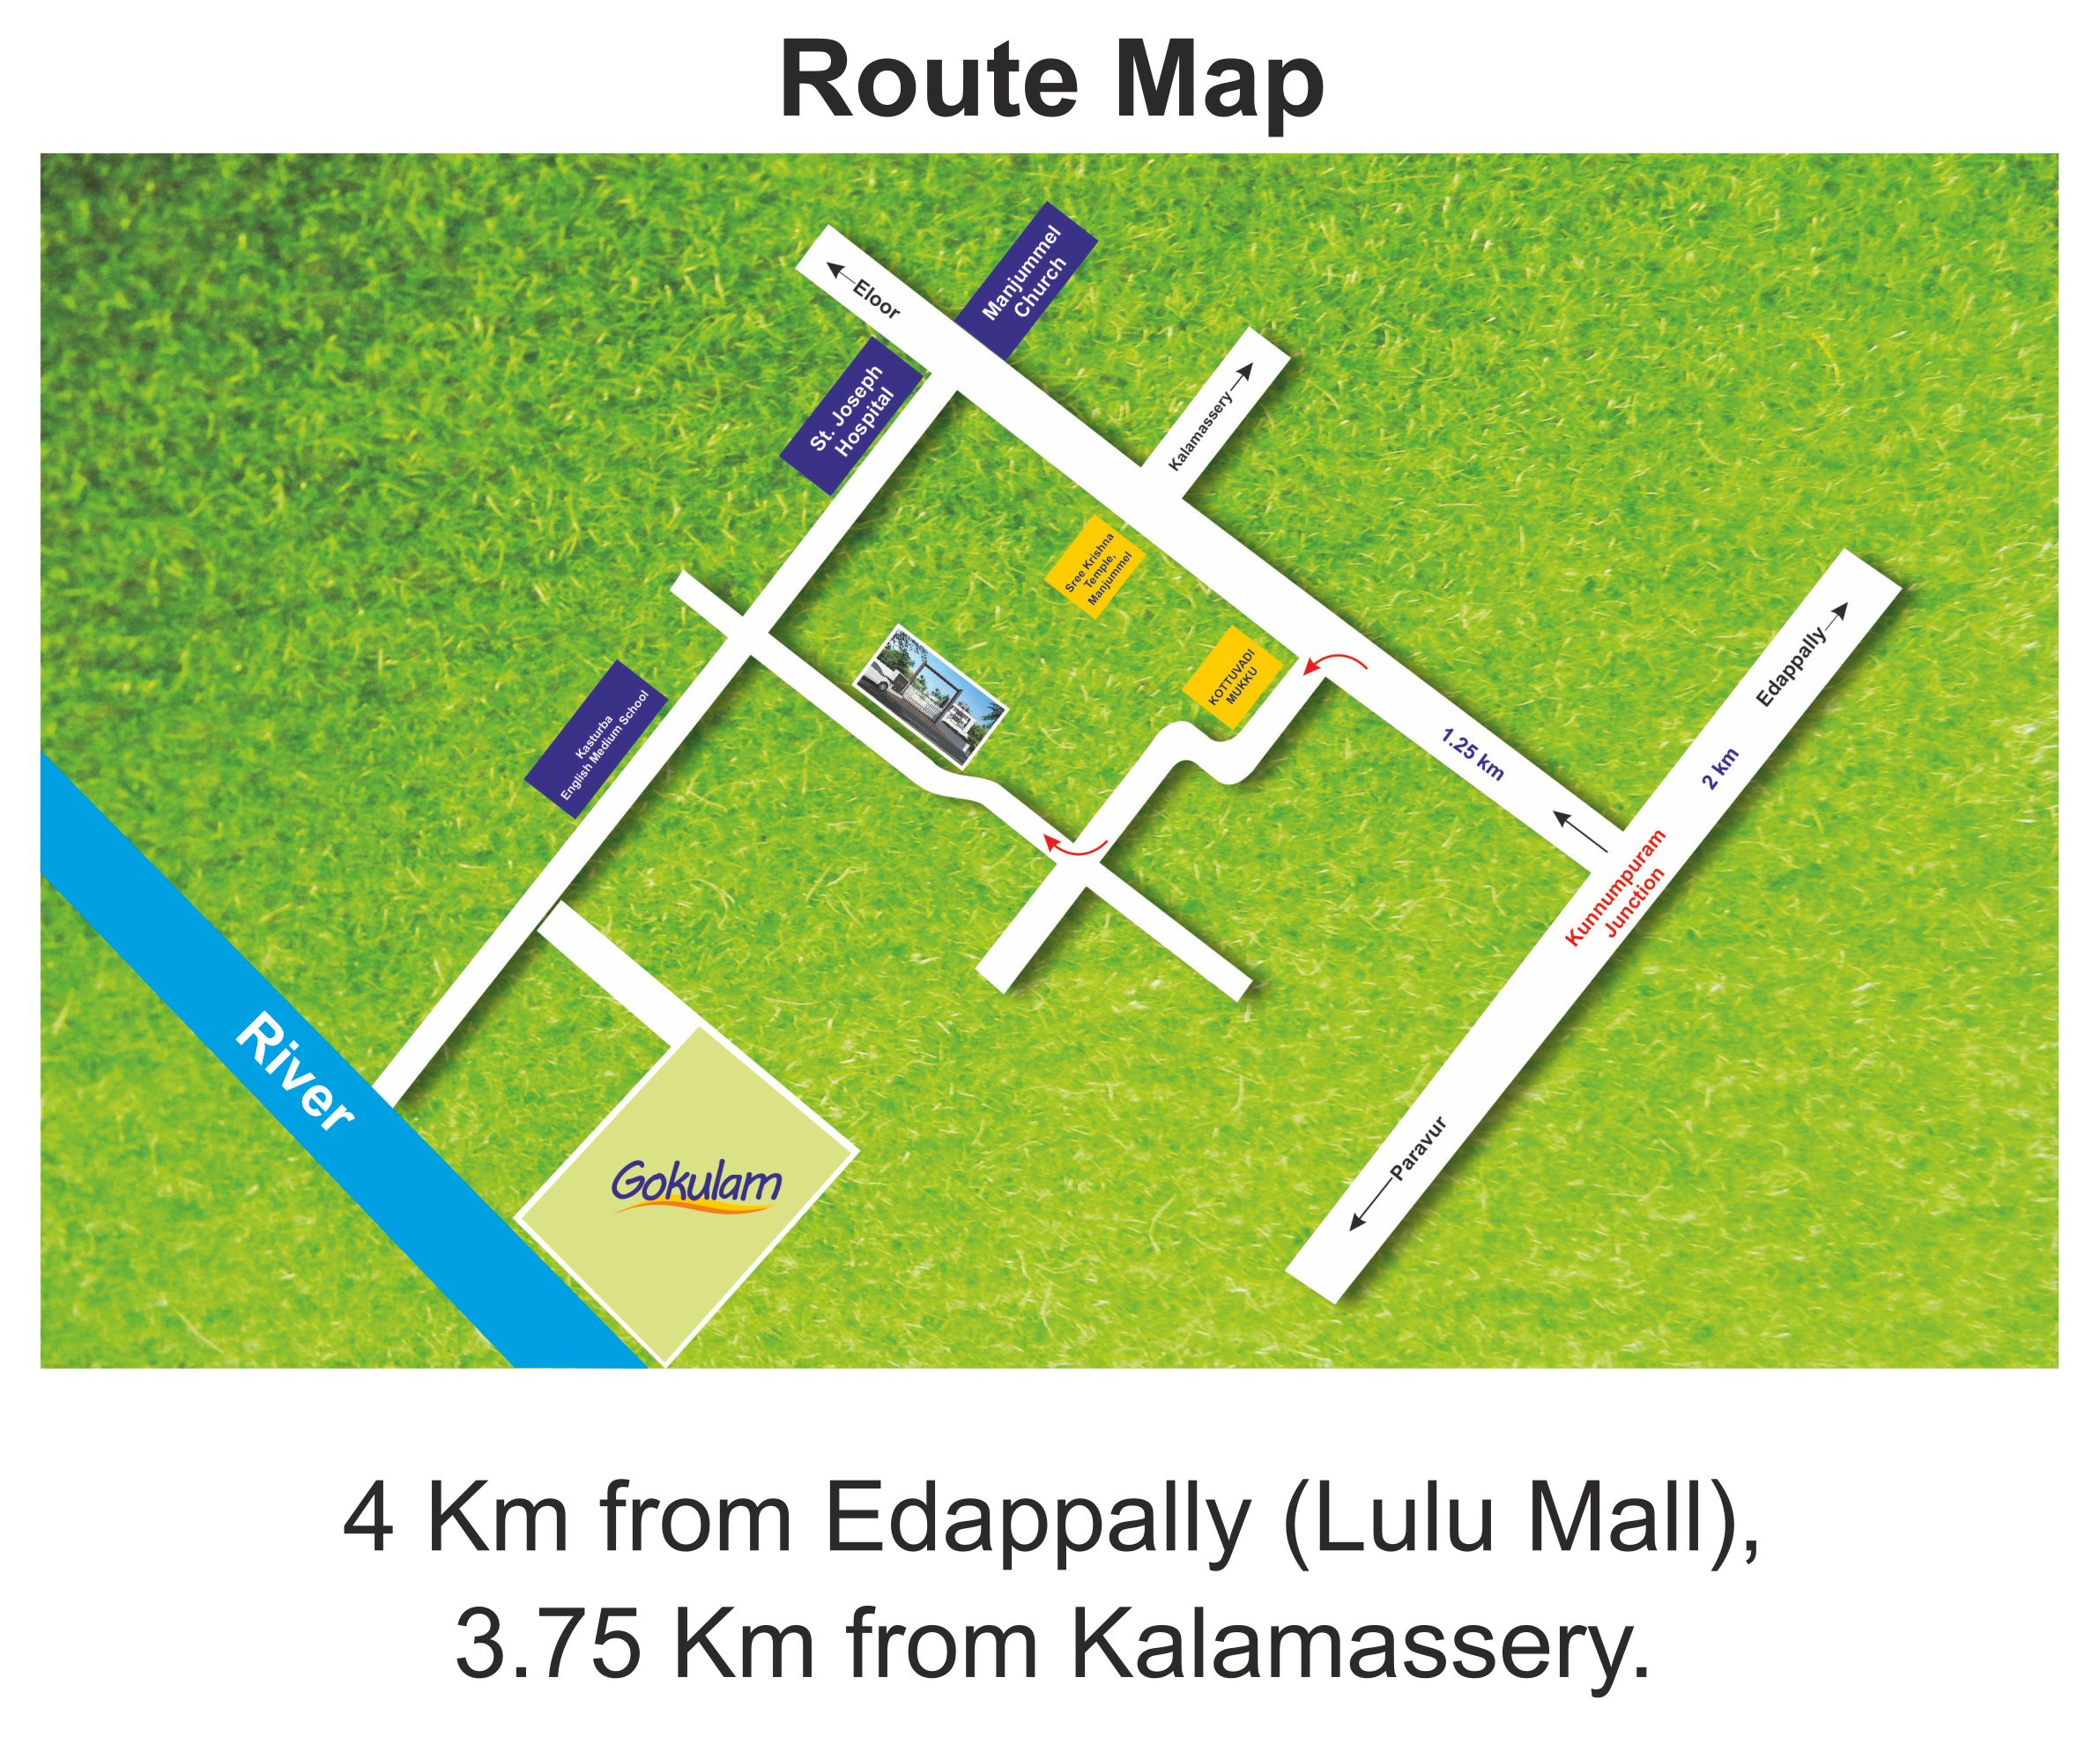 Route Map
Eloor
Manjummel
Church
St. Joseph
Hospital
Kalamassery
Sree Krishna
Temple,
Manjummel
KOTTUVADI
MUKKU
Edappally
2 km
1.25 km
Kunnumpuram
Junction
Kasturba
English Medium School
River
Gokulam
Paravur
4 Km from Edappally (Lulu Mall),
3.75 Km from Kalamassery.